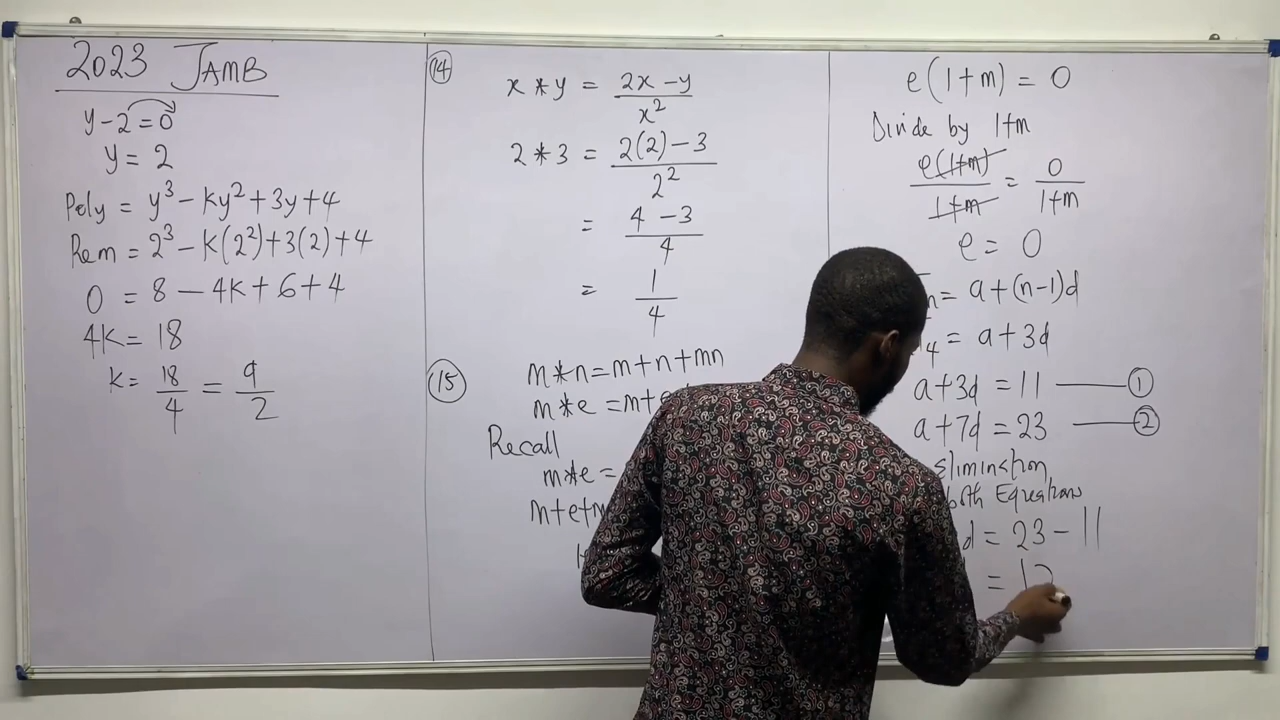 2023 JAMB
y-2=0
y = 2
Poly = y³ - ky² + 3y + 4
Rem = 2³ - k(2²) + 3(2) + 4
0 = 8 - 4k + 6 + 4
4k = 18
k = 18/4 = 9/2
14
x * y = 2x - y / x²
2 * 3 = 2(2) - 3 / 2²
= 4 - 3 / 4
= 1/4
15
m*n = m+n+mn
m*e = m+e
Recall
m*e =
m+e+
e(1+m) = 0
Divide by 1+m
e(1+m) / 1+m = 0 / 1+m
e = 0
n = a+(n-1)d
4 = a+3d
a+3d = 11 — 1
a+7d = 23 — 2
elimination
both Equations
d = 23 - 11
= 12